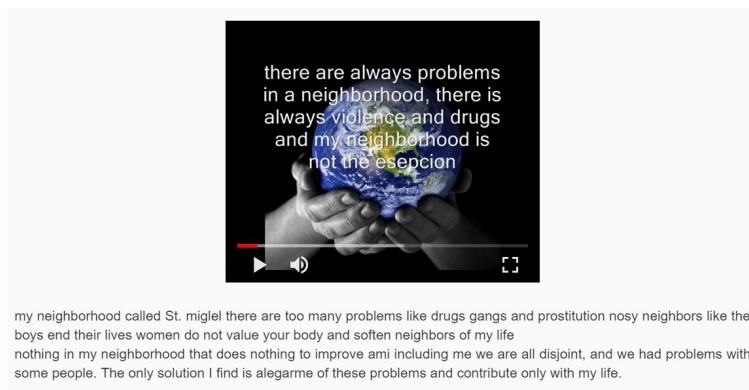 there are always problems
in a neighborhood, there is
always violence and drugs
and my neighborhood is
not the esepcion
my neighborhood called St. miglel there are too many problems like drugs gangs and prostitution nosy neighbors like the
boys end their lives women do not value your body and soften neighbors of my life
nothing in my neighborhood that does nothing to improve ami including me we are all disjoint, and we had problems with
some people. The only solution I find is alegarme of these problems and contribute only with my life.